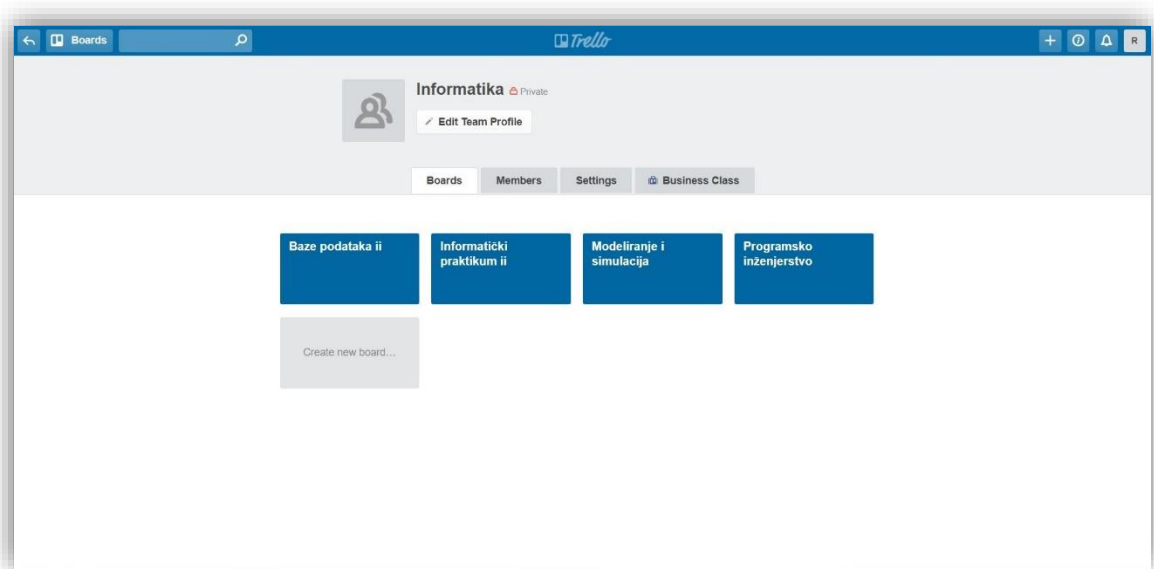 Boards
Trello
R
Informatika Private
Edit Team Profile
Boards Members Settings Business Class
Baze podataka ii
Informatički
praktikum ii
Modeliranje i
simulacija
Programsko
inženjerstvo
Create new board...